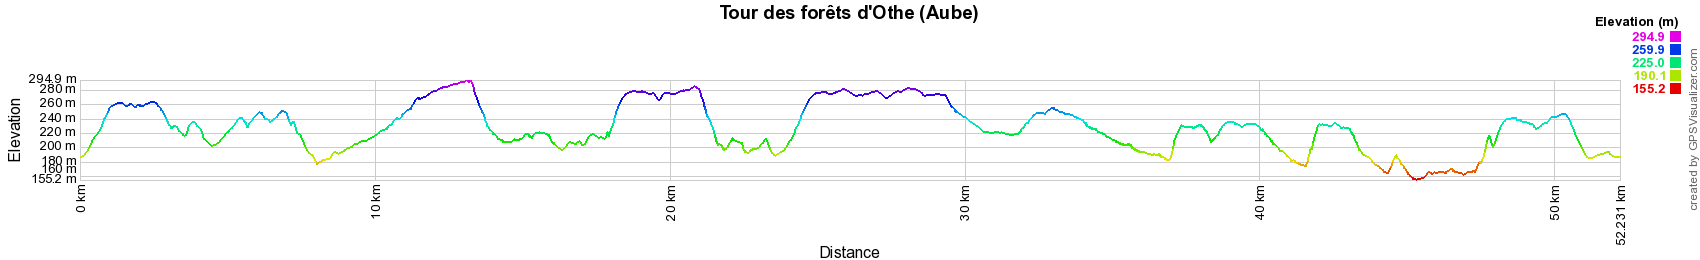 Tour des forêts d'Othe (Aube)
Elevation (m)
294.9
259.9
225.0
190.1
155.2
Elevation
294.9 m
280 m
260 m
240 m
220 m
200 m
180 m
160 m
155.2 m
0 km
10 km
20 km
30 km
40 km
50 km
52.231 km
Distance
created by GPSVisualizer.com